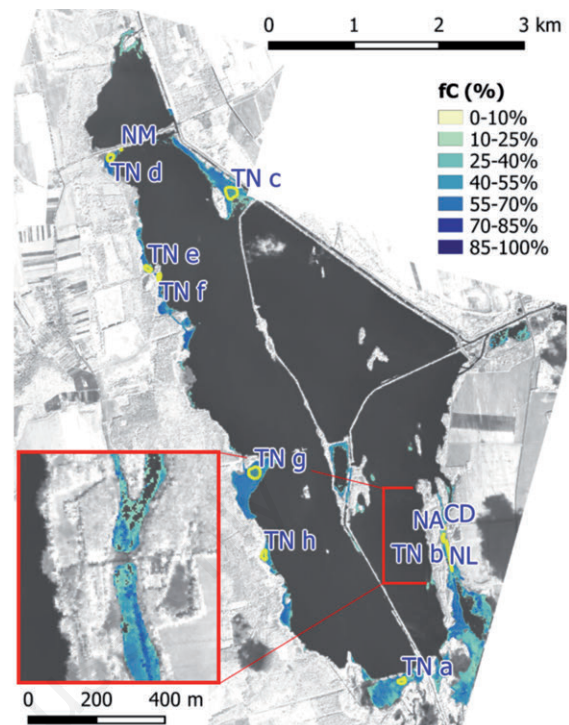 0 1 2 3 km
fC (%)
0-10%
10-25%
25-40%
40-55%
55-70%
70-85%
85-100%
NM
TN d
TN c
TN e
TN f
TN g
NA CD
TN h
TN b NL
TN a
0 200 400 m